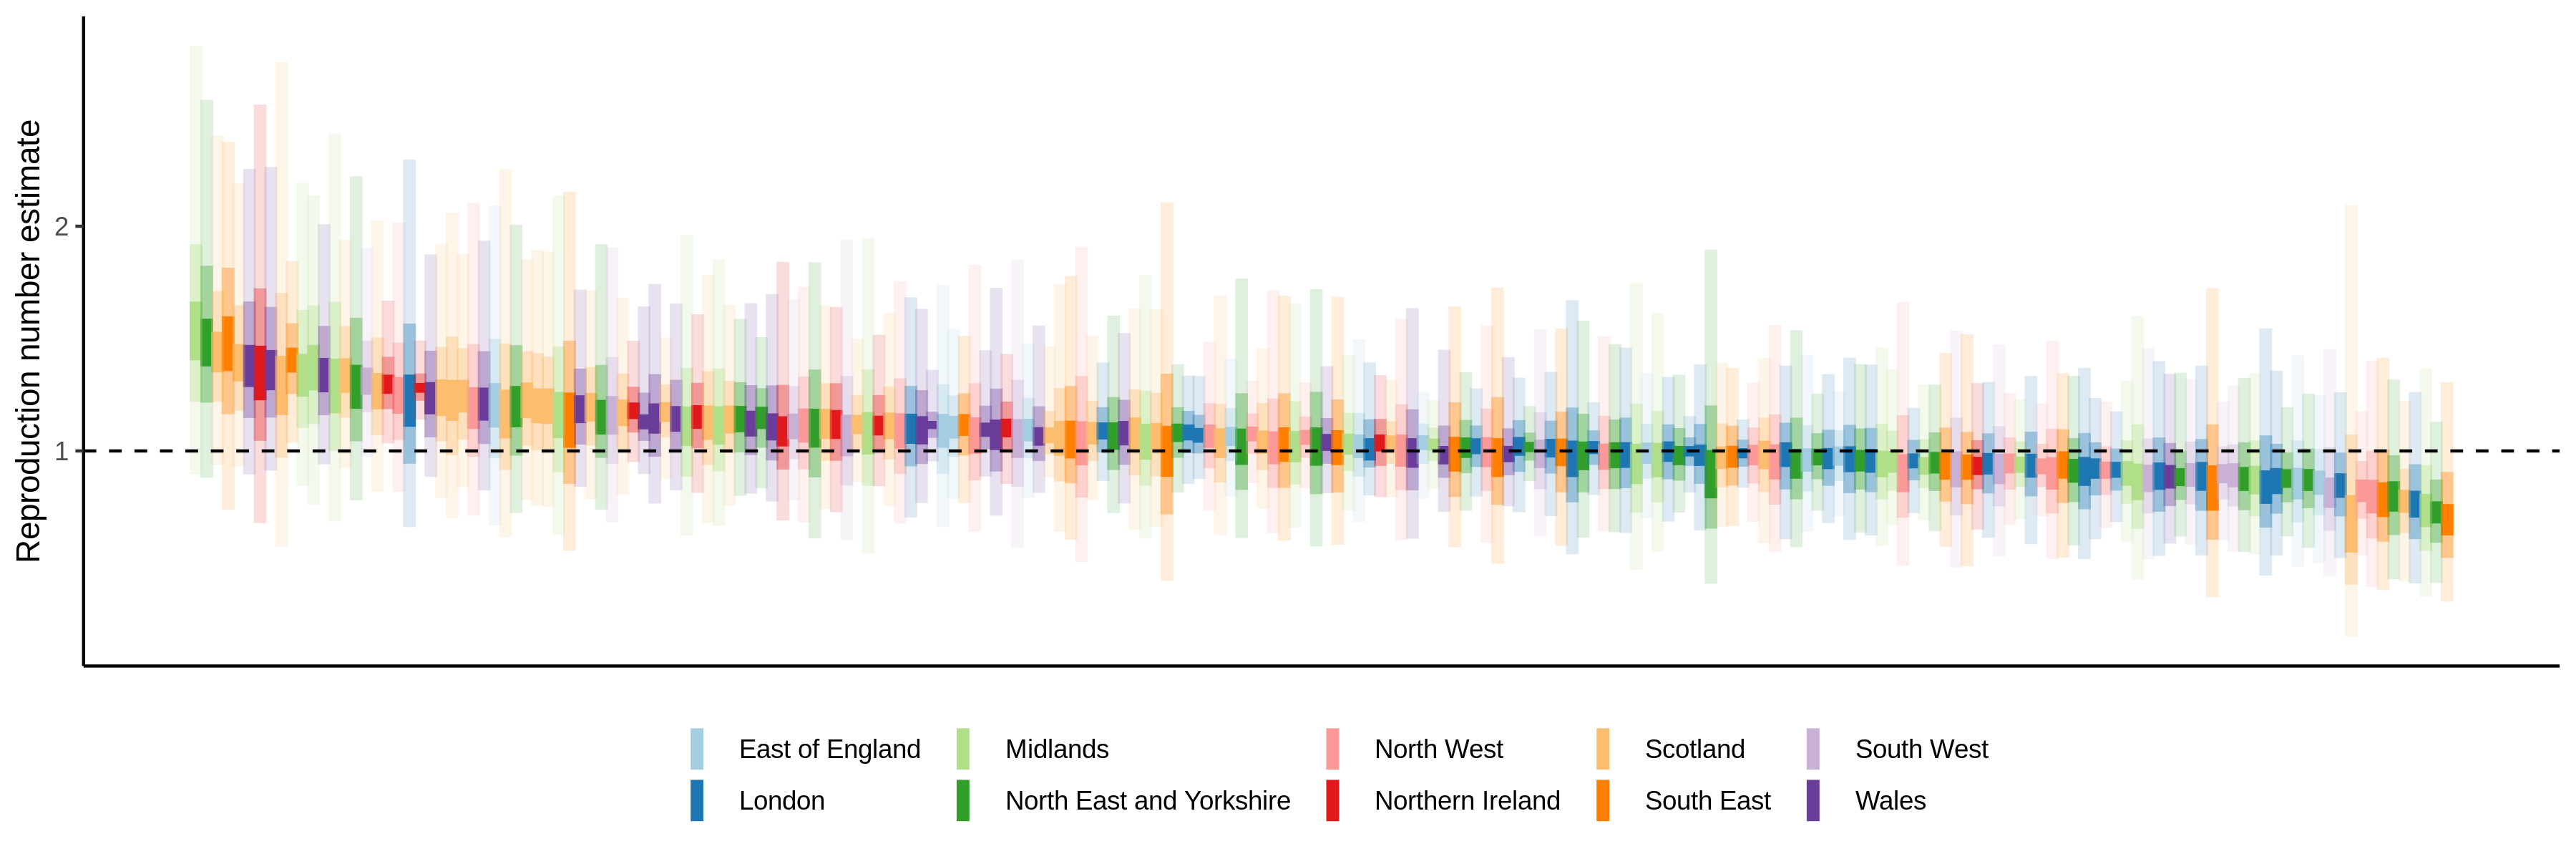 Reproduction number estimate
2
1
East of England
Midlands
North West
Scotland
South West
London
North East and Yorkshire
Northern Ireland
South East
Wales